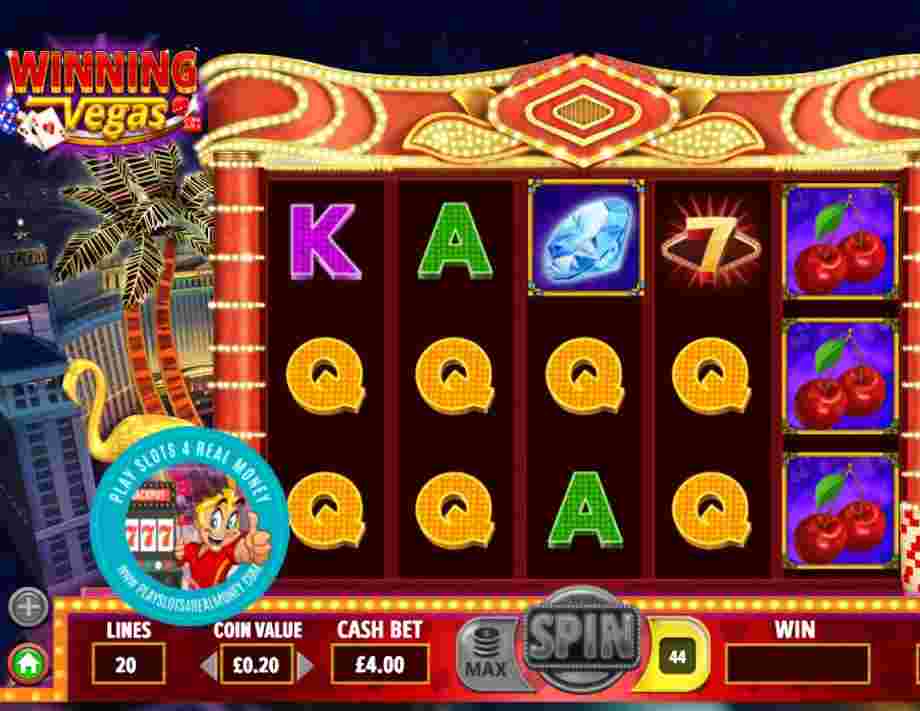 WINNING
Vegas
K A 7
Q Q Q Q
Q Q A Q
PLAY SLOTS 4 REAL MONEY
JACKPOT
777
WWW.PLAYSLOTS4REALMONEY.COM
LINES COIN VALUE CASH BET WIN
20 £0.20 £4.00 MAX SPIN 44